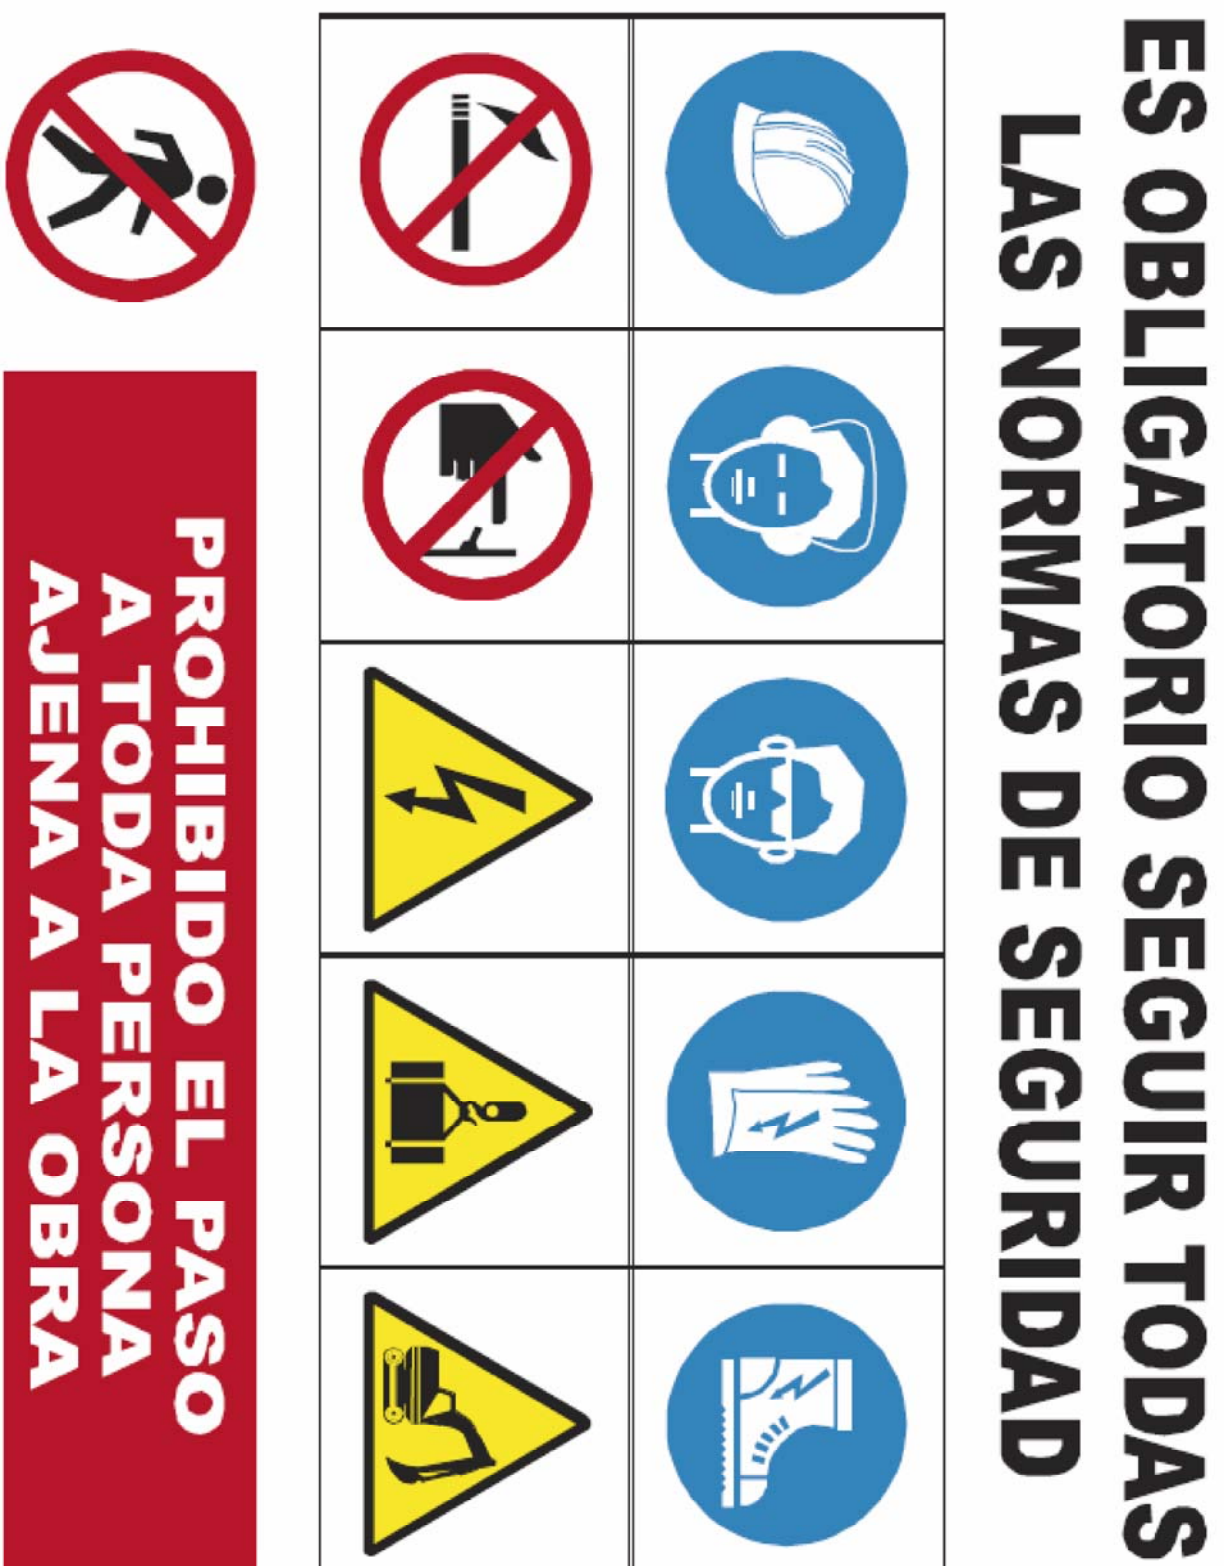 ES OBLIGATORIO SEGUIR TODAS
LAS NORMAS DE SEGURIDAD
PROHIBIDO EL PASO
A TODA PERSONA
AJENA A LA OBRA